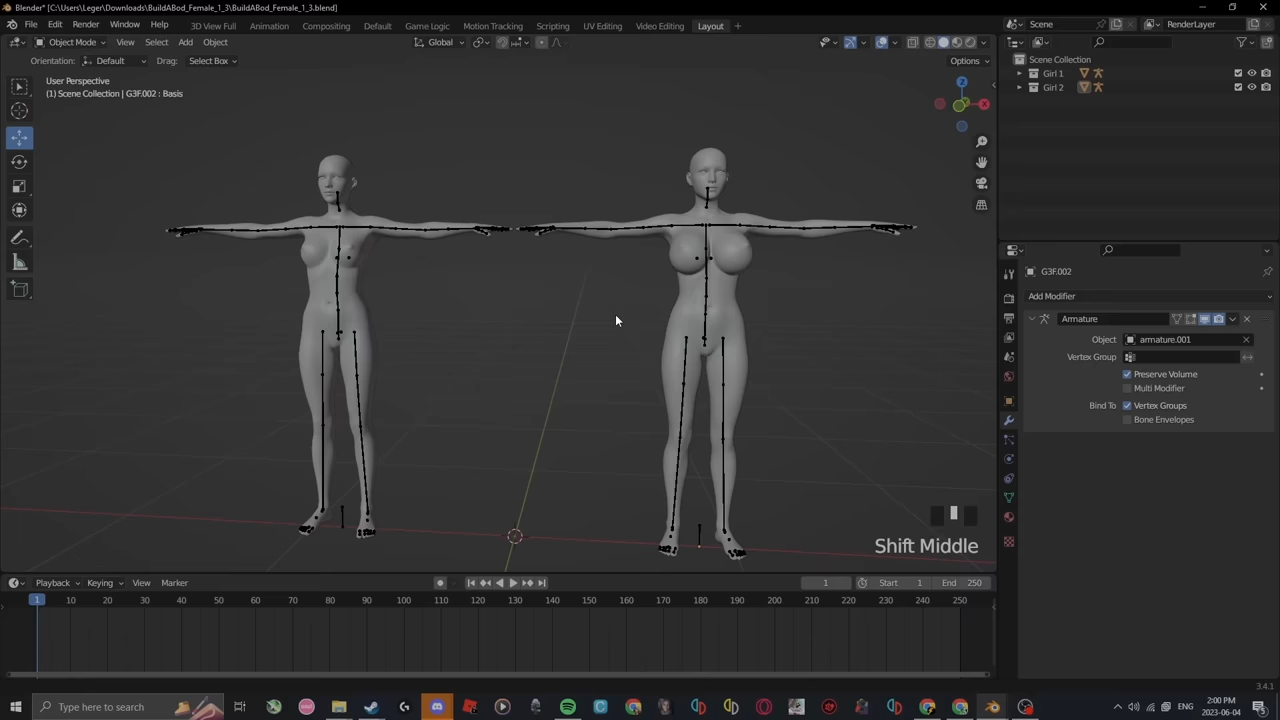 Blender* [C:\Users\Leger\Downloads\BuildABod_Female_1_3\BuildABod_Female_1_3.blend]
File Edit Render Window Help 3D View Full Animation Compositing Default Game Logic Motion Tracking Scripting UV Editing Video Editing Layout + Scene RenderLayer
Object Mode View Select Add Object Global
Orientation: Default Drag: Select Box Options
User Perspective
(1) Scene Collection | G3F.002 : Basis
Z
Scene Collection
Girl 1
Girl 2
G3F.002
Add Modifier
Armature
Object armature.001
Vertex Group
Preserve Volume
Multi Modifier
Bind To Vertex Groups
Bone Envelopes
Shift Middle
Playback Keying View Marker 1 Start 1 End 250
1 10 20 30 40 50 60 70 80 90 100 110 120 130 140 150 160 170 180 190 200 210 220 230 240 250
3.4.1
Type here to search
ENG
2:00 PM
2023-06-04